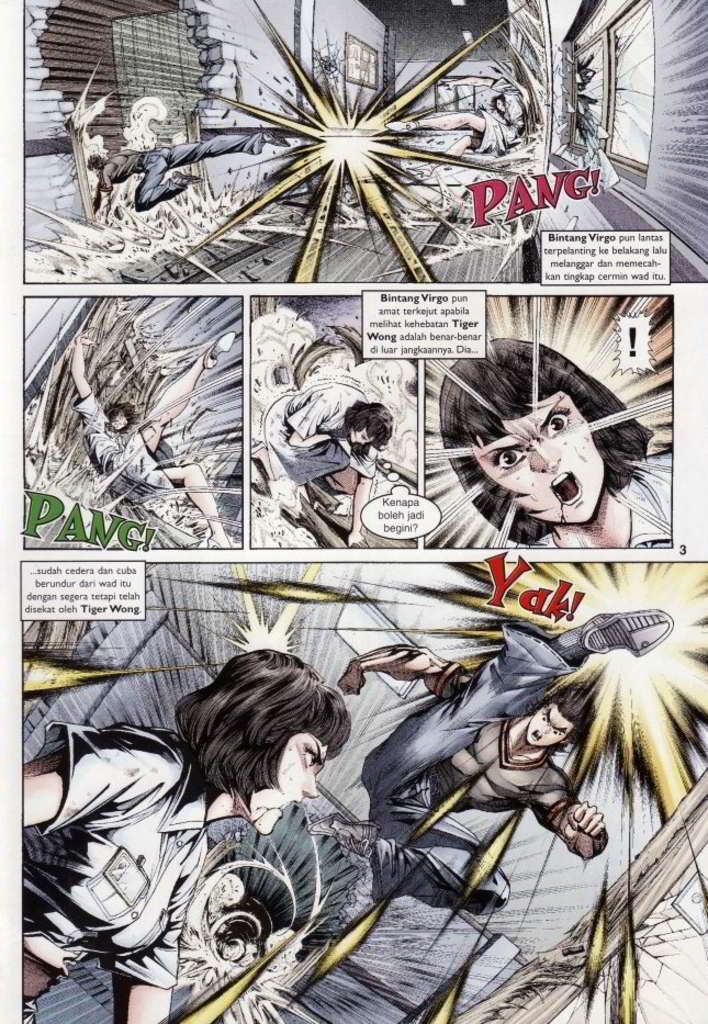 PANG!
Bintang Virgo pun lantas
terpelanting ke belakang lalu
melanggar dan memecah-
kan tingkap cermin wad itu.
PANG!
Kenapa
boleh jadi
begini?
Bintang Virgo pun
amat terkejut apabila
melihat kehebatan Tiger
Wong adalah benar-benar
di luar jangkaannya. Dia...
!
3
...sudah cedera dan cuba
berundur dari wad itu
dengan segera tetapi telah
disekat oleh Tiger Wong.
Yak!